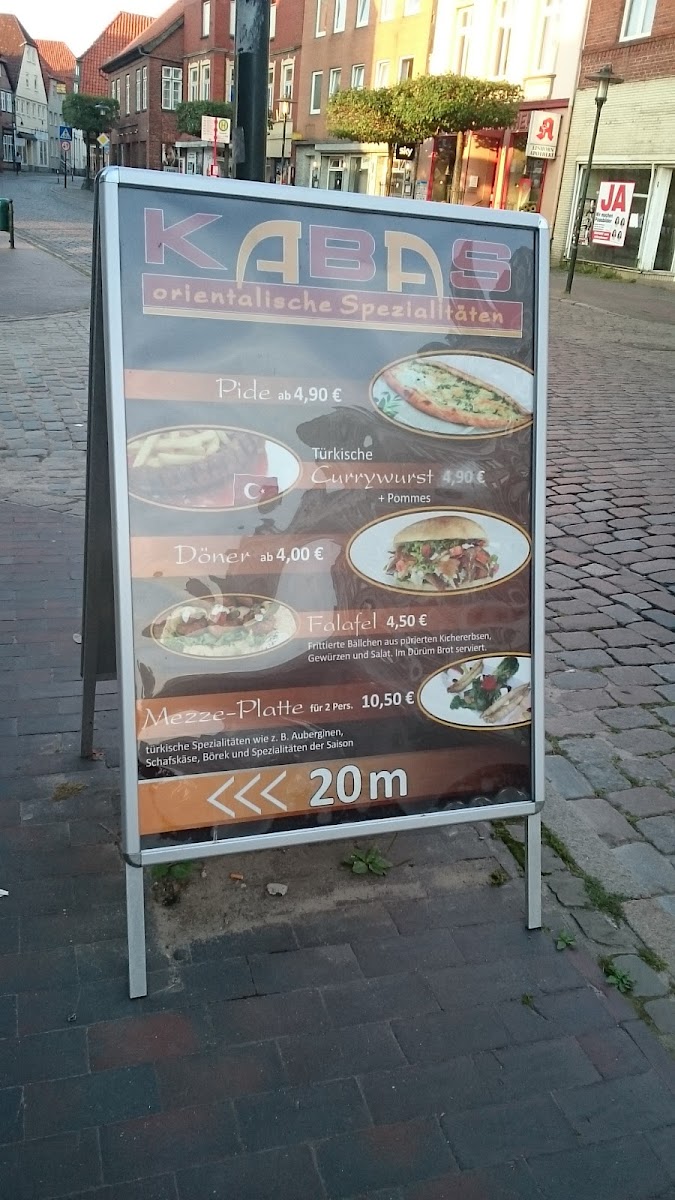 KABAS
orientalische Spezialitäten
Pide ab 4,90 €
Türkische
Currywurst 4,90 €
+ Pommes
Döner ab 4,00 €
Falafel 4,50 €
Frittierte Bällchen aus pürierten Kichererbsen,
Gewürzen und Salat. Im Dürüm Brot serviert.
Mezze-Platte für 2 Pers. 10,50 €
türkische Spezialitäten wie z. B. Auberginen,
Schafskäse, Börek und Spezialitäten der Saison
<<< 20 m
JA
sky